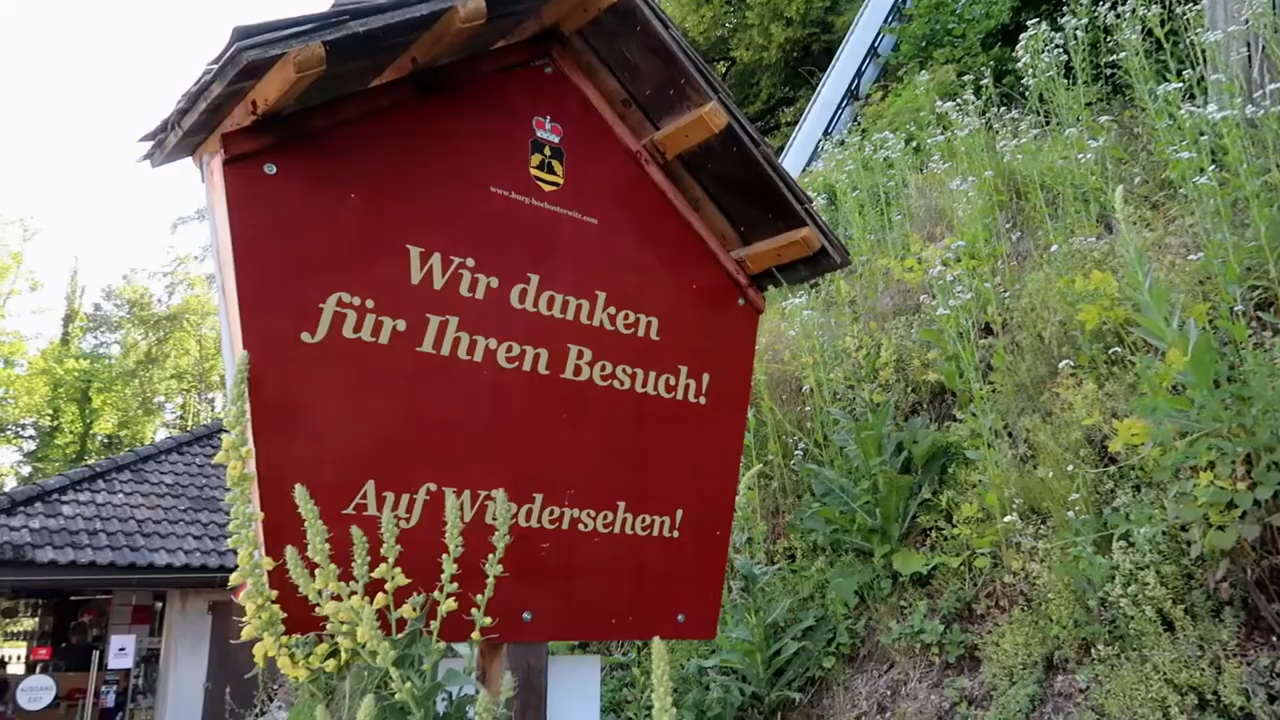 www.burg-hochosterwitz.com
Wir danken
für Ihren Besuch!
Auf Wiedersehen!
AUSGANG
EXIT